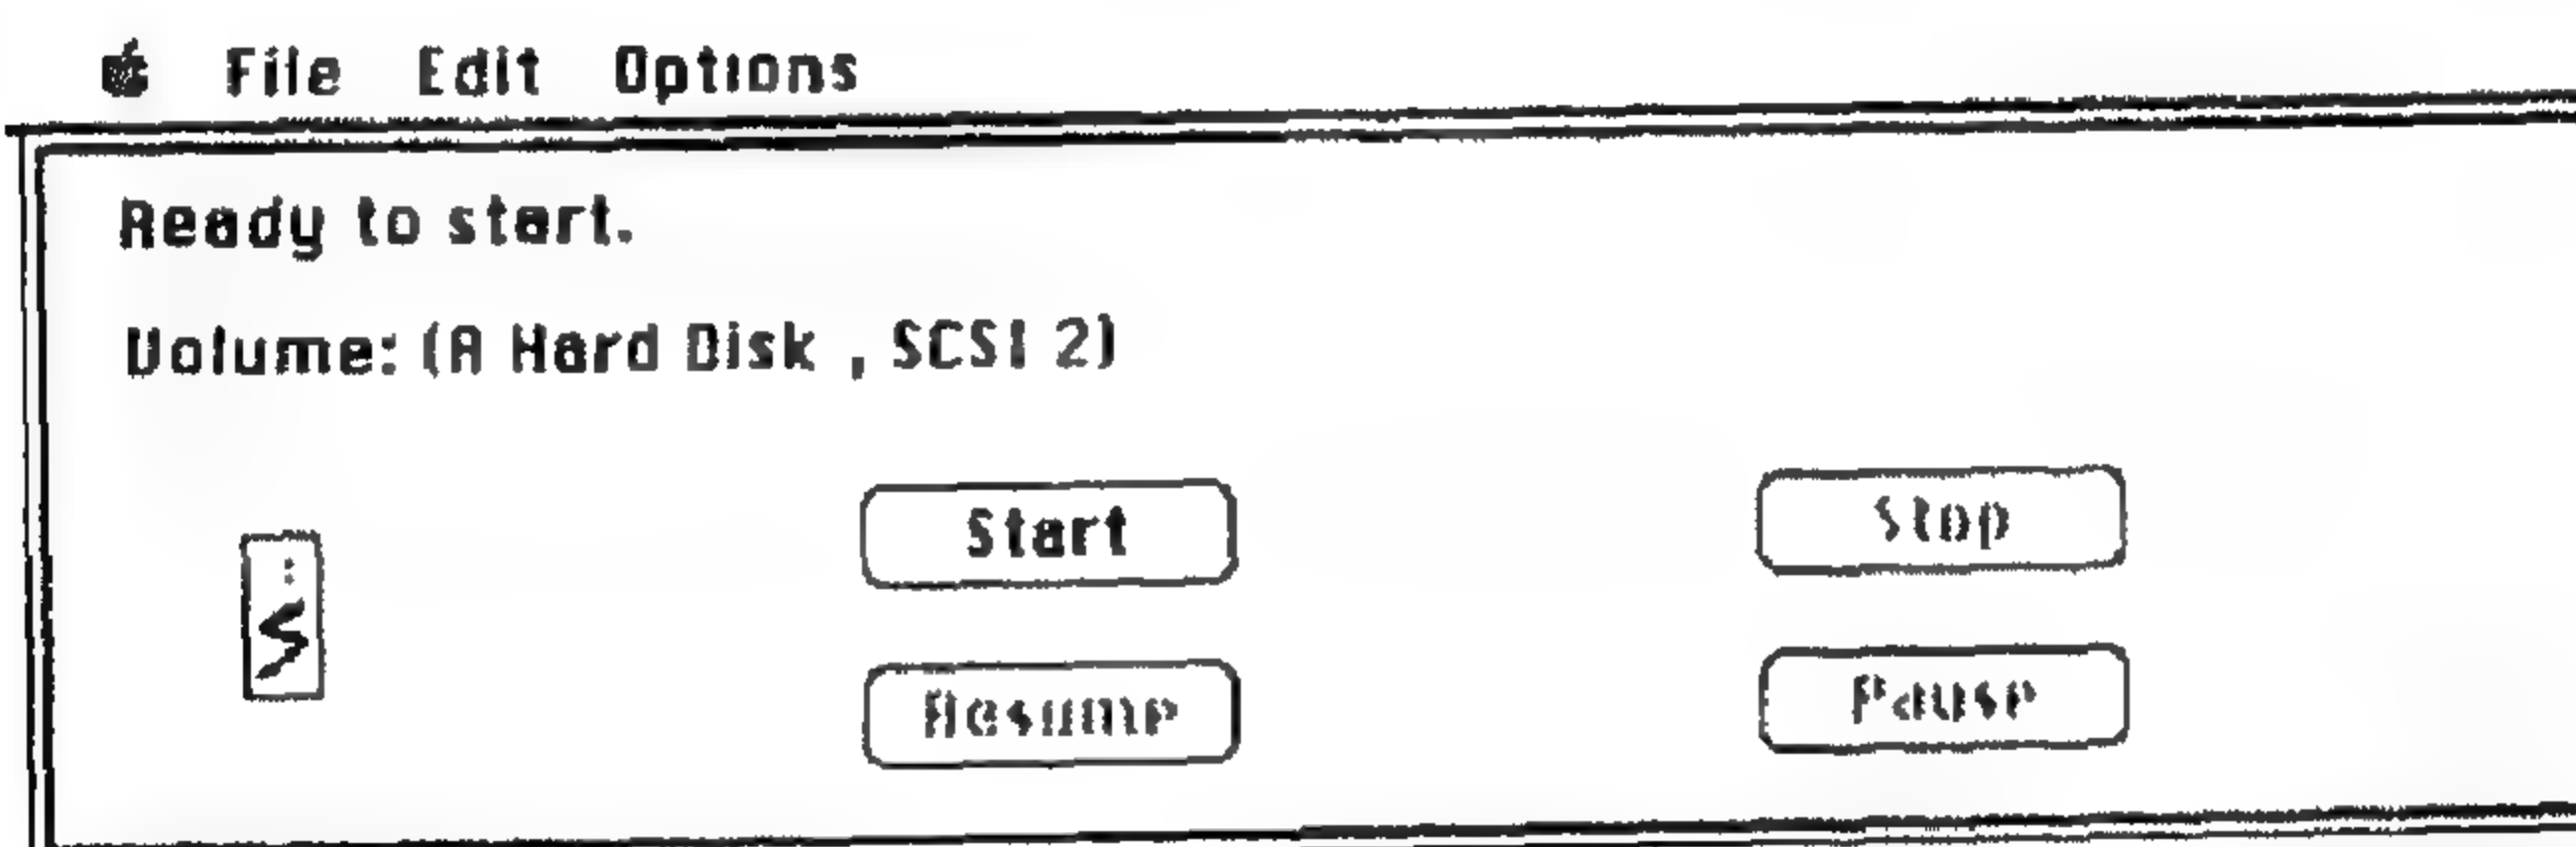 File Edit Options
Ready to start.
Volume: (A Hard Disk , SCSI 2)
Start Stop
Resume Pause